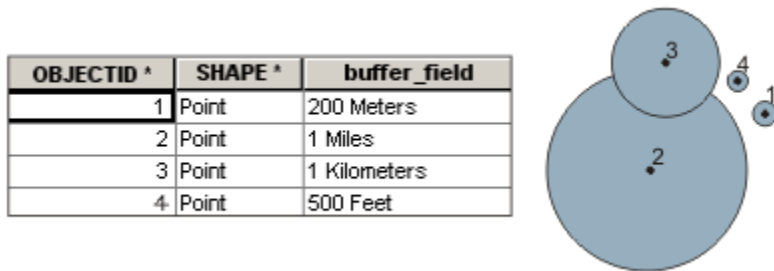 OBJECTID * SHAPE * buffer_field
1 Point 200 Meters
2 Point 1 Miles
3 Point 1 Kilometers
4 Point 500 Feet
3
4
1
2